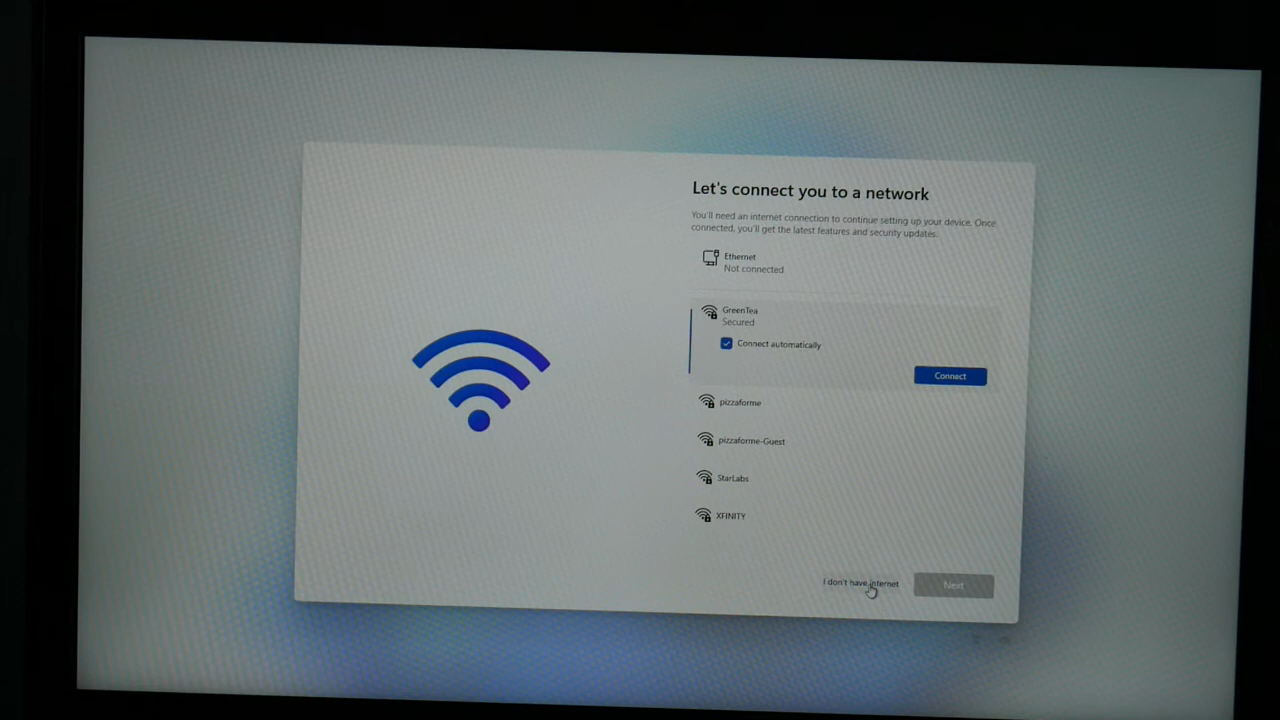 Let's connect you to a network
You'll need an internet connection to continue setting up your device. Once
connected, you'll get the latest features and security updates.
Ethernet
Not connected
GreenTea
Secured
Connect automatically
Connect
pizzaforme
pizzaforme-Guest
StarLabs
XFINITY
I don't have internet
Next